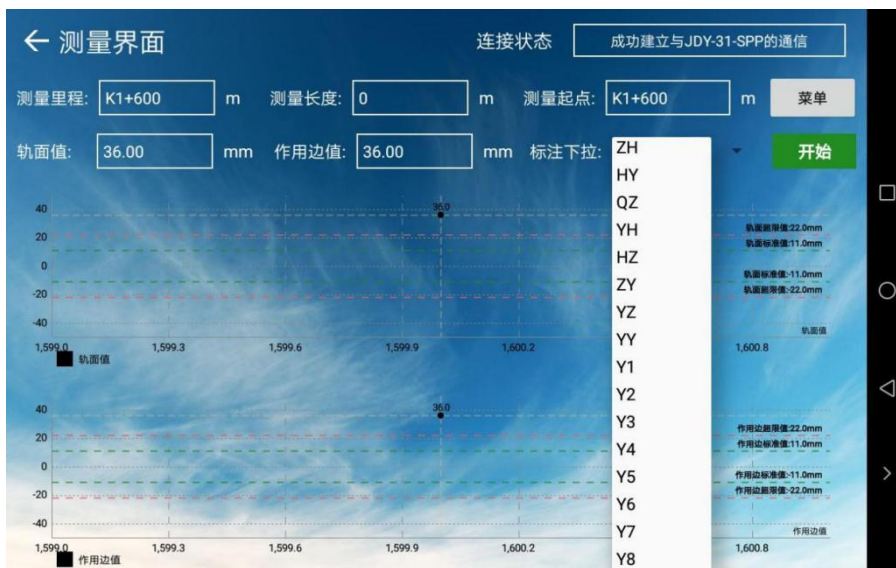 测量界面
连接状态
成功建立与JDY-31-SPP的通信
测量里程: K1+600 m
测量长度: 0 m
测量起点: K1+600 m
菜单
轨面值: 36.00 mm
作用边值: 36.00 mm
标注下拉:
开始
ZH
HY
QZ
YH
HZ
ZY
YZ
YY
Y1
Y2
Y3
Y4
Y5
Y6
Y7
Y8
40
20
0
-20
-40
36.0
轨面超限值:22.0mm
轨面标准值:11.0mm
轨面标准值:-11.0mm
轨面超限值:-22.0mm
轨面值
1,599.0 1,599.3 1,599.6 1,599.9 1,600.2 1,600.8
轨面值
40
20
0
-20
-40
36.0
作用边超限值:22.0mm
作用边标准值:11.0mm
作用边标准值:-11.0mm
作用边超限值:-22.0mm
作用边值
1,599.0 1,599.3 1,599.6 1,599.9 1,600.2 1,600.8
作用边值